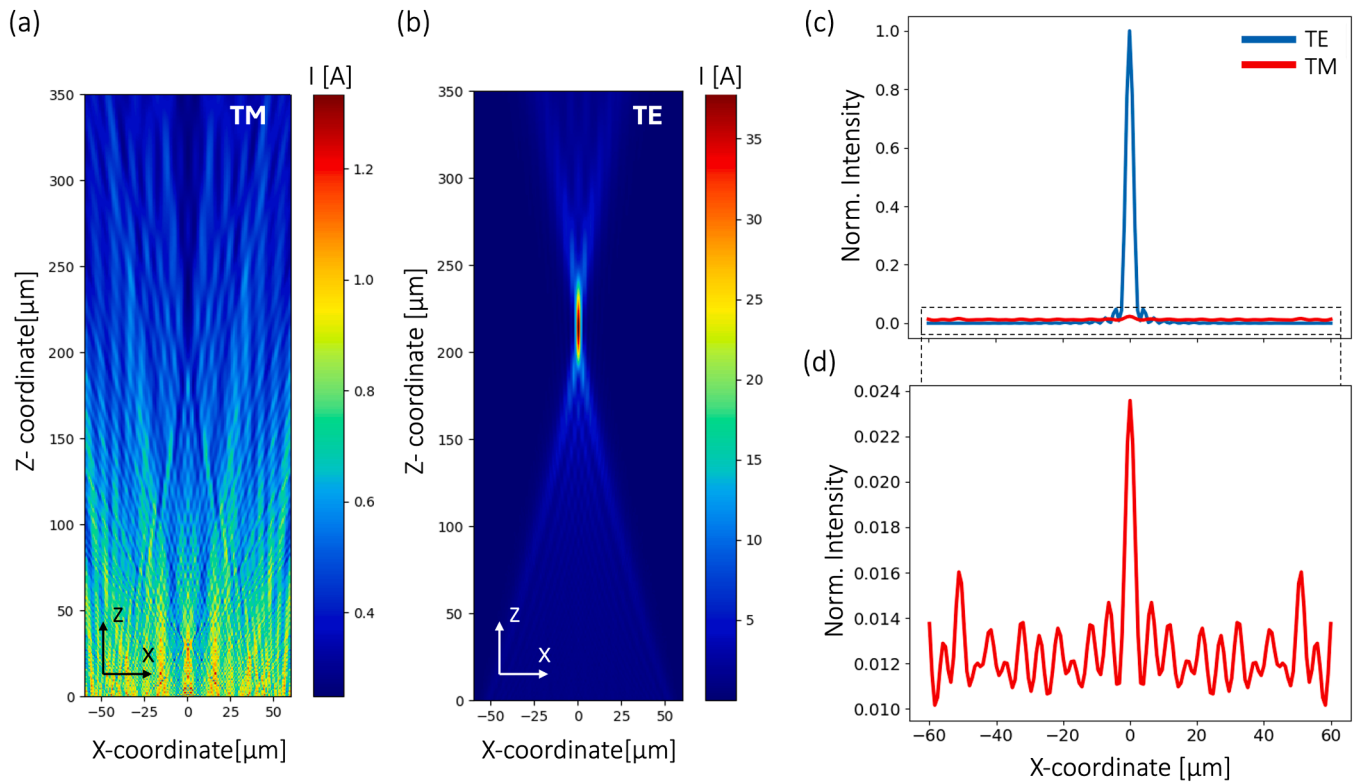 (a)
I [A]
TM
350
300
250
200
150
100
50
0
Z- coordinate[µm]
Z
X
−50
−25
0
25
50
X-coordinate[µm]
1.2
1.0
0.8
0.6
0.4
(b)
I [A]
TE
350
300
250
200
150
100
50
0
Z- coordinate [µm]
Z
X
−50
−25
0
25
50
X-coordinate[µm]
35
30
25
20
15
10
5
(c)
TE
TM
1.0
0.8
0.6
0.4
0.2
0.0
Norm. Intensity
(d)
0.024
0.022
0.020
0.018
0.016
0.014
0.012
0.010
Norm. Intensity
−60
−40
−20
0
20
40
60
X-coordinate [µm]